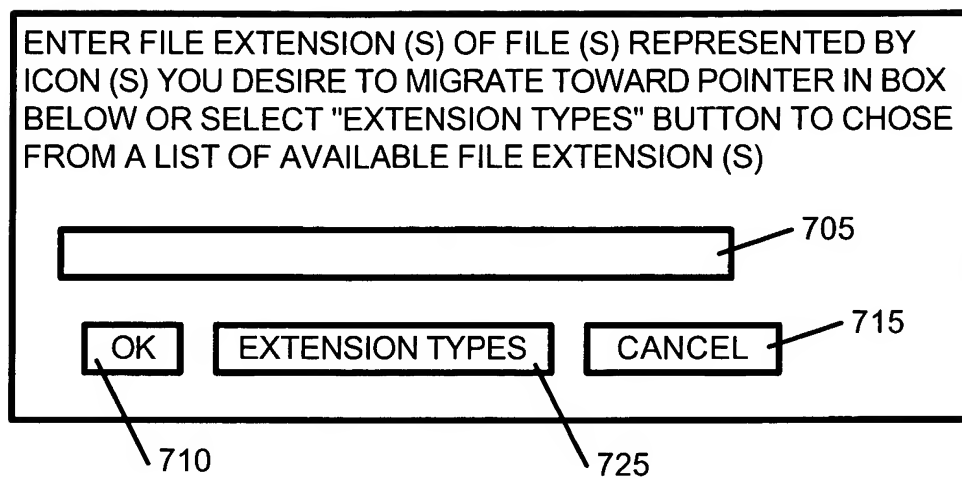 ENTER FILE EXTENSION (S) OF FILE (S) REPRESENTED BY
ICON (S) YOU DESIRE TO MIGRATE TOWARD POINTER IN BOX
BELOW OR SELECT "EXTENSION TYPES" BUTTON TO CHOSE
FROM A LIST OF AVAILABLE FILE EXTENSION (S)
705
OK EXTENSION TYPES CANCEL 715
710 725